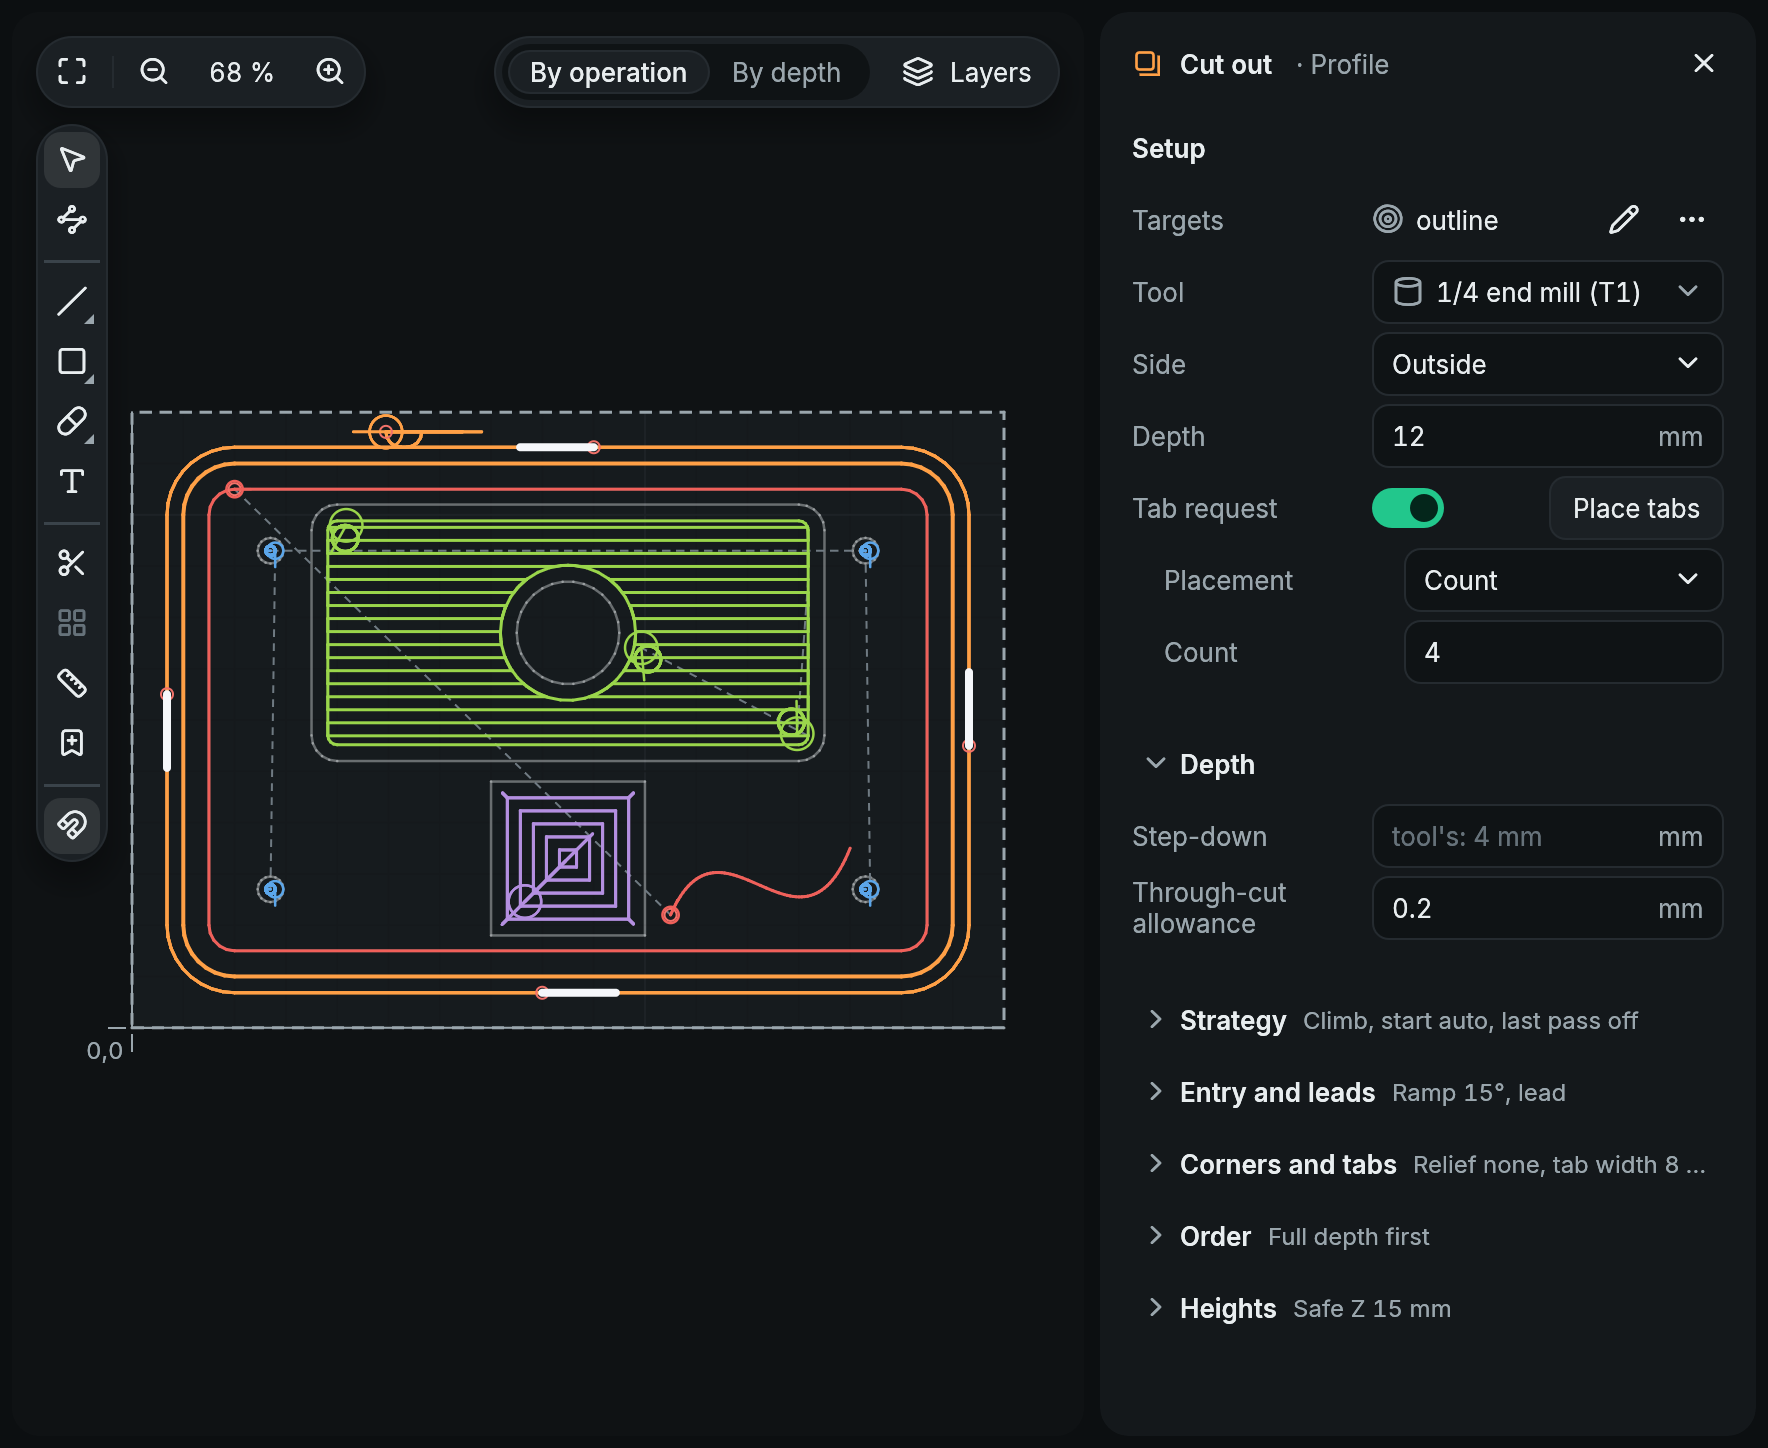 68 %
By operation
By depth
Layers
0,0
Cut out · Profile
Setup
Targets
outline
Tool
1/4 end mill (T1)
Side
Outside
Depth
12 mm
Tab request
Place tabs
Placement
Count
Count
4
Depth
Step-down
tool's: 4 mm mm
Through-cut
allowance
0.2 mm
Strategy Climb, start auto, last pass off
Entry and leads Ramp 15°, lead
Corners and tabs Relief none, tab width 8 ...
Order Full depth first
Heights Safe Z 15 mm